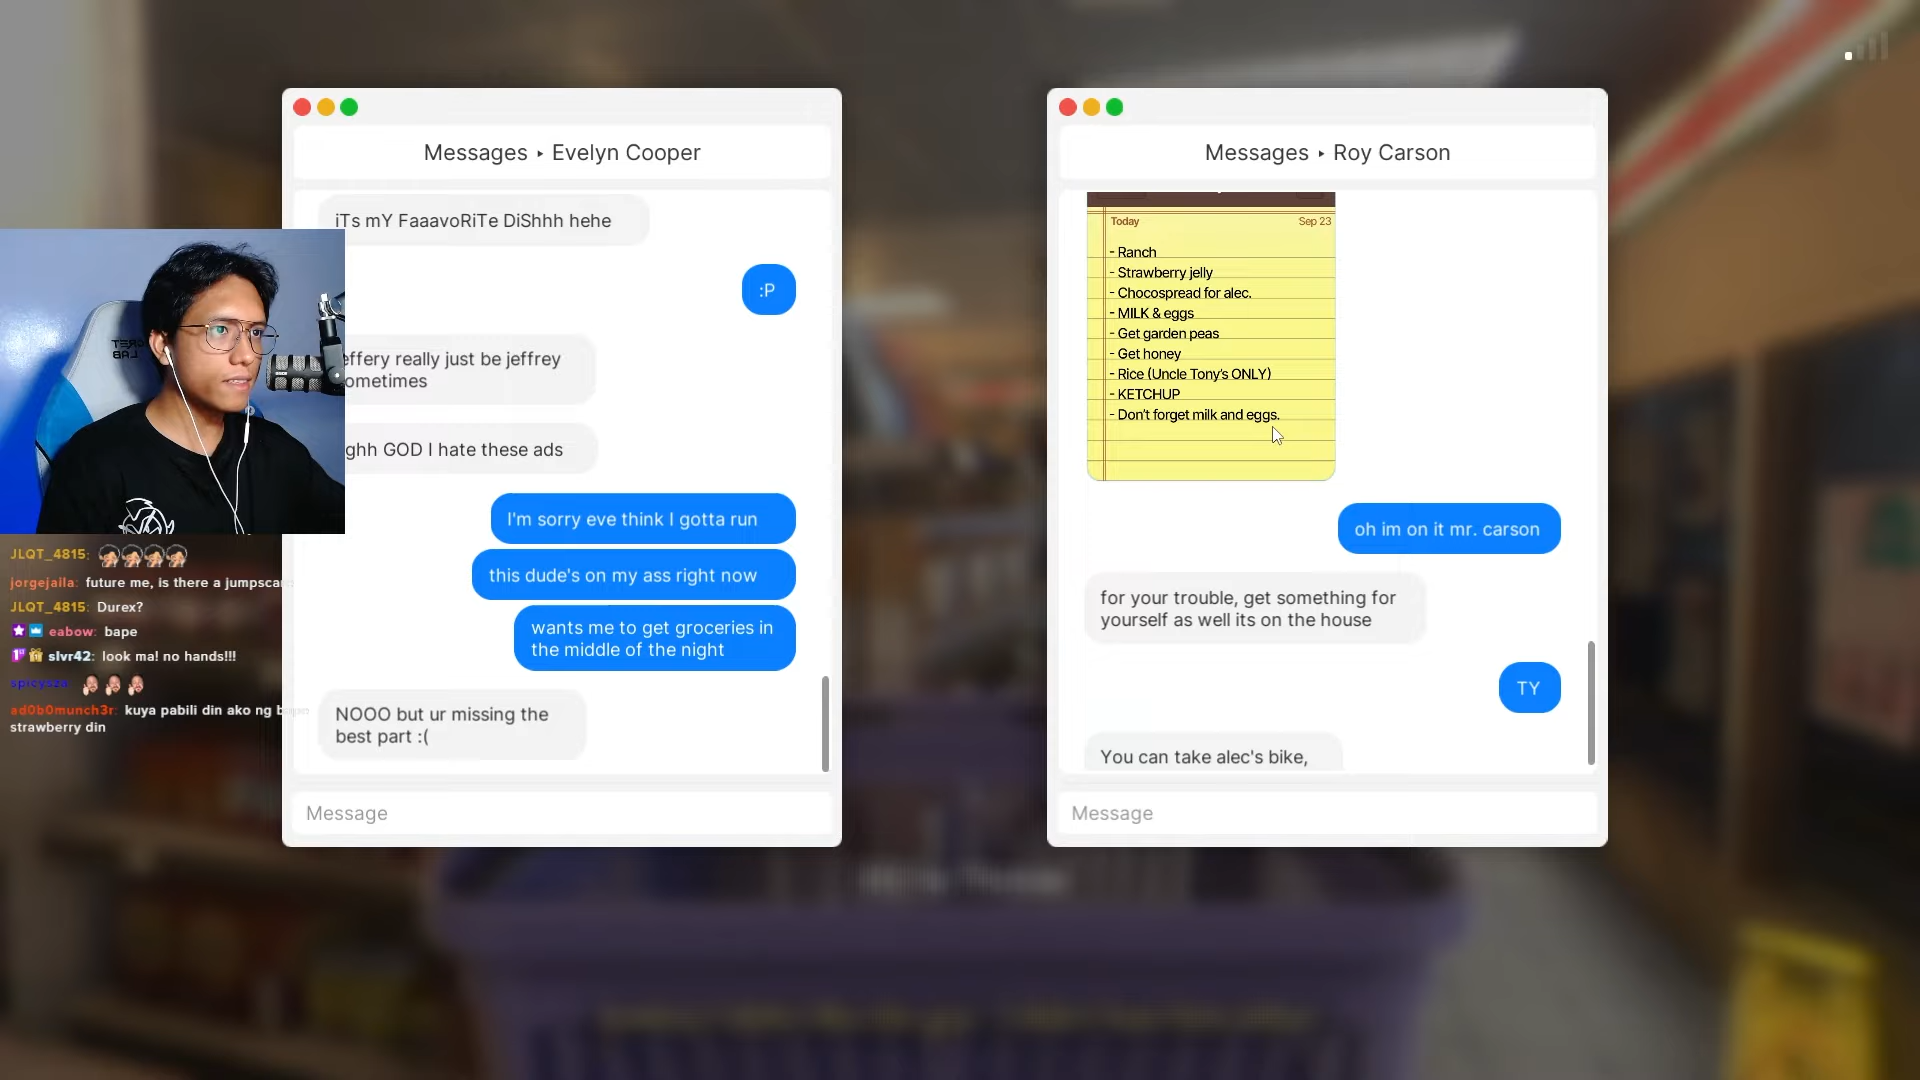 Messages ▸ Evelyn Cooper
iTs mY FaaavoRiTe DiShhh hehe
:P
effery really just be jeffrey
ometimes
ghh GOD I hate these ads
I'm sorry eve think I gotta run
this dude's on my ass right now
wants me to get groceries in
the middle of the night
NOOO but ur missing the
best part :(
Message
Messages ▸ Roy Carson
Today Sep 23
- Ranch
- Strawberry jelly
- Chocospread for alec.
- MILK & eggs
- Get garden peas
- Get honey
- Rice (Uncle Tony's ONLY)
- KETCHUP
- Don't forget milk and eggs.
oh im on it mr. carson
for your trouble, get something for
yourself as well its on the house
TY
You can take alec's bike,
Message
JLQT_4815:
jorgejalla: future me, is there a jumpscar
JLQT_4815: Durex?
eabow: bape
slvr42: look ma! no hands!!!
spicysza:
ad0b0munch3r: kuya pabili din ako ng
strawberry din